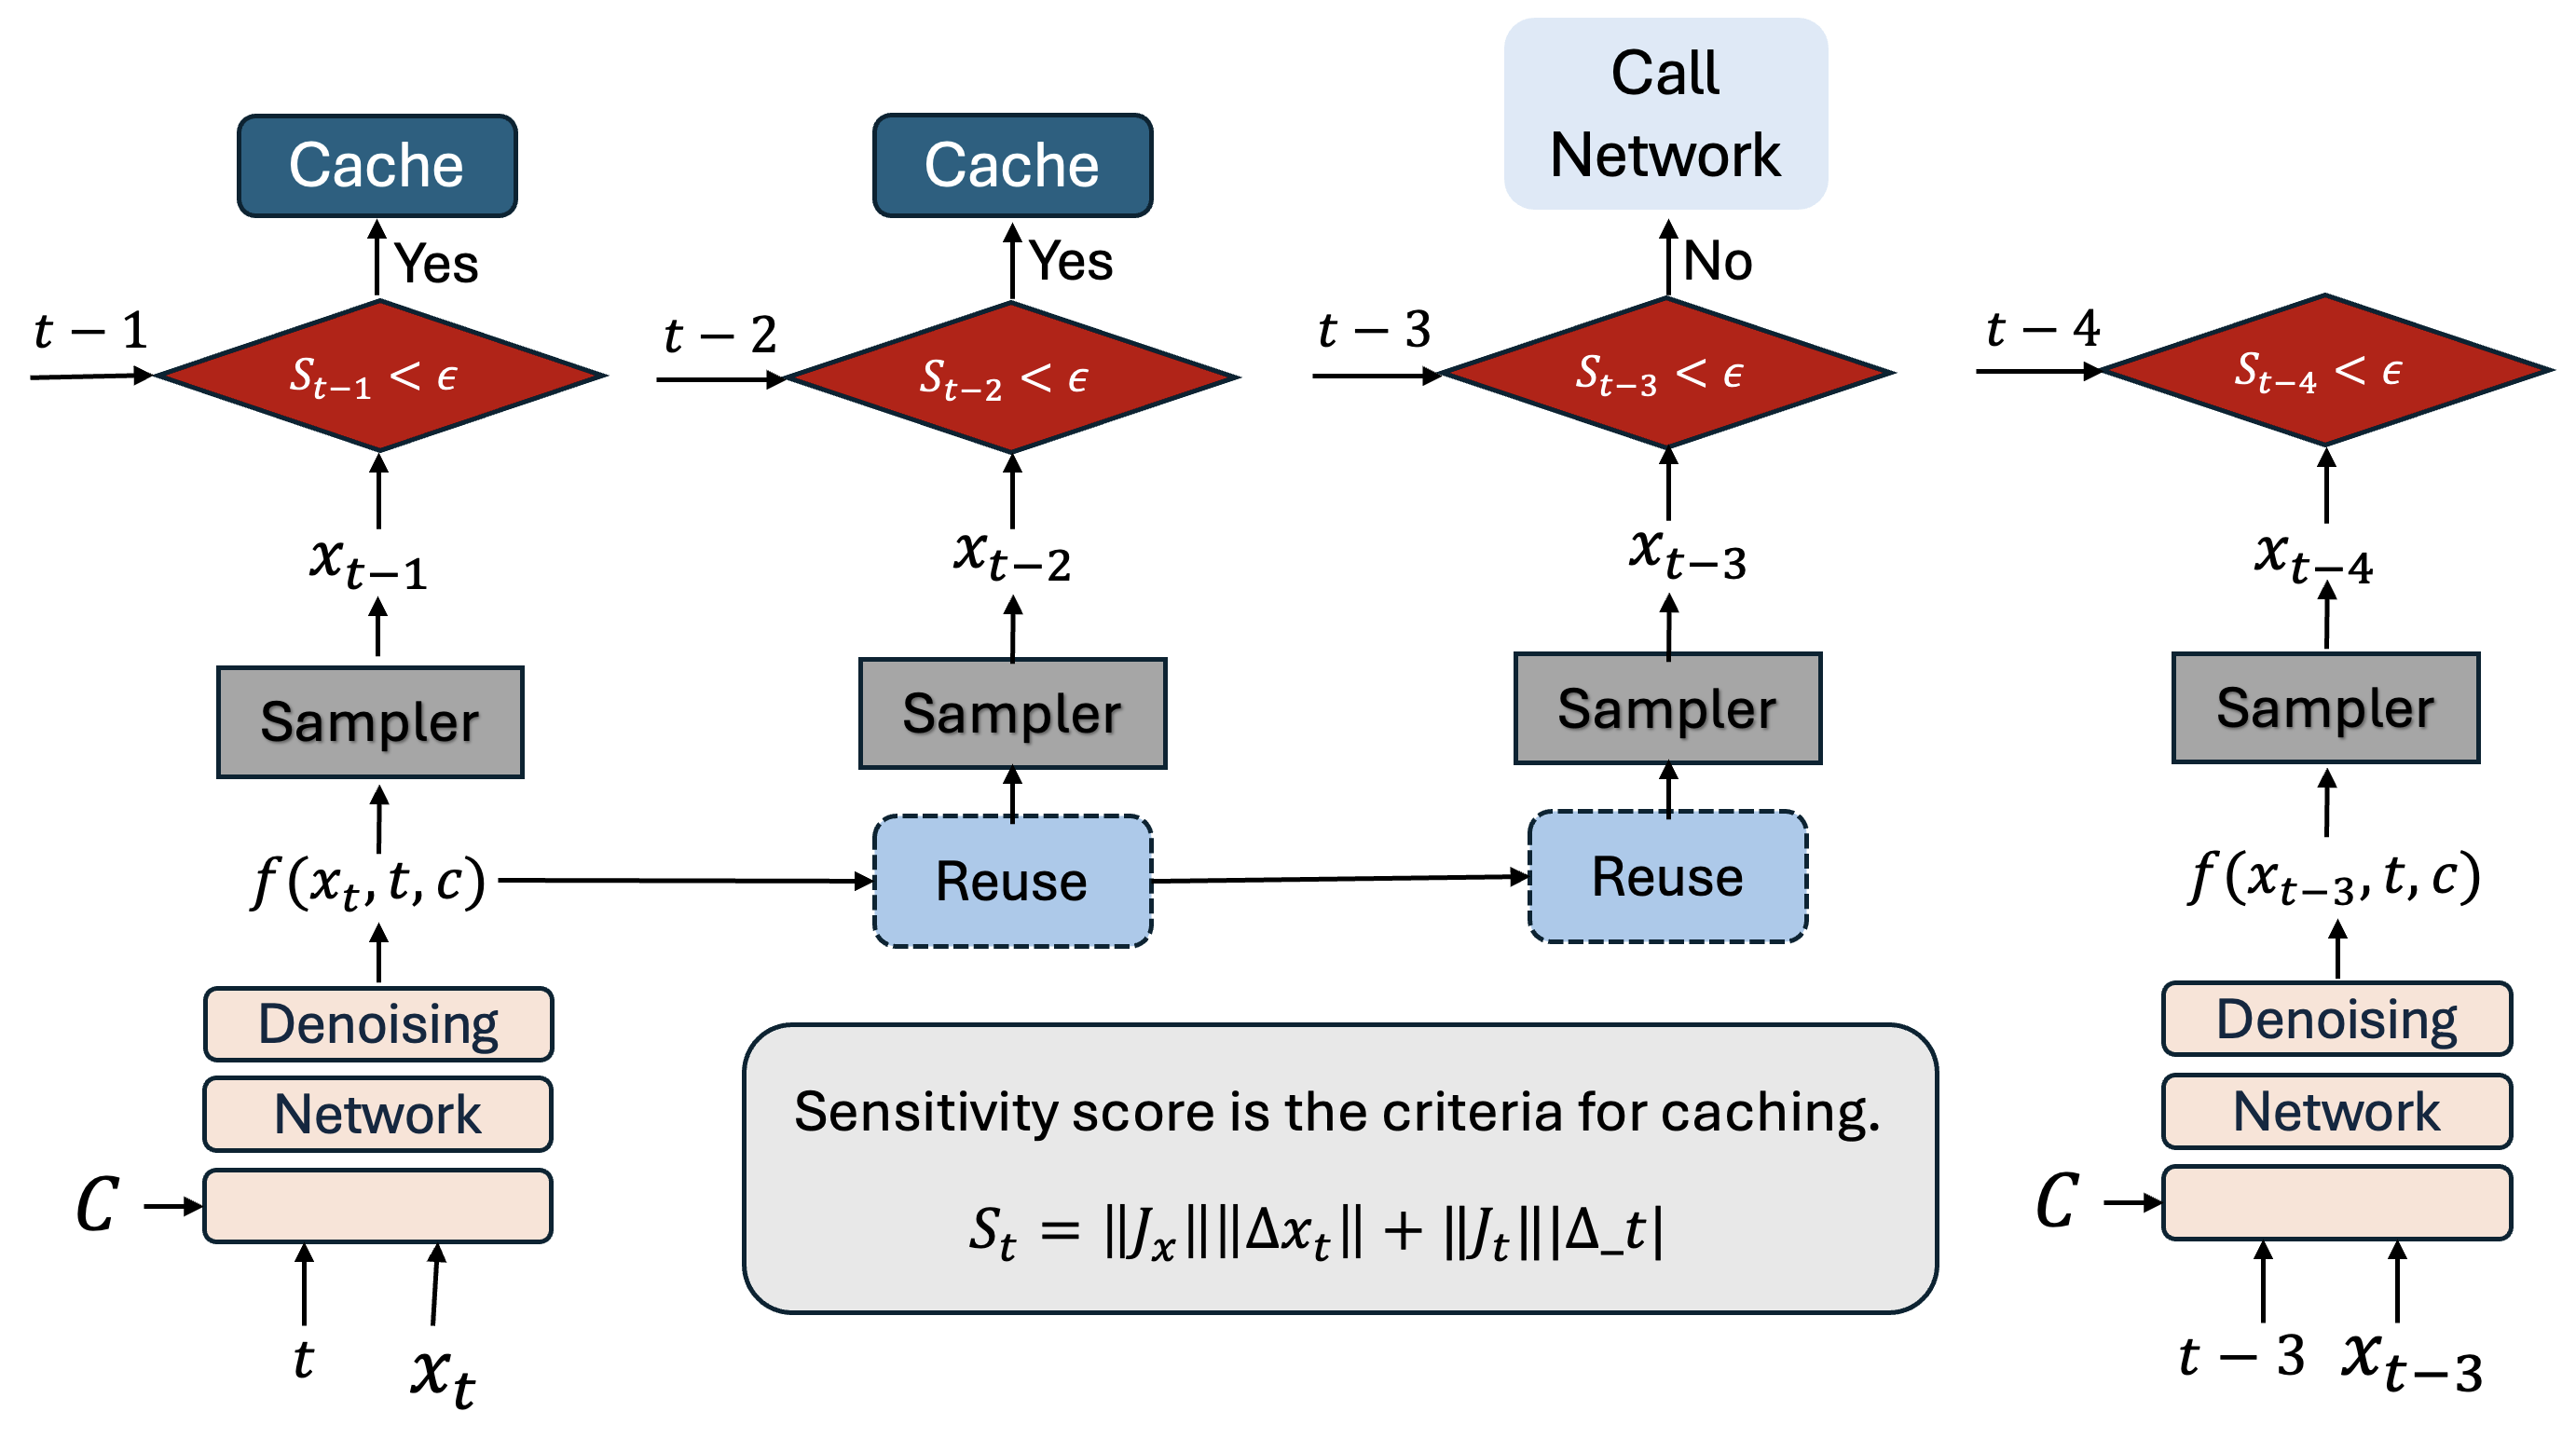 Call
Network
Cache
Cache
Yes
Yes
No
t − 1
t − 2
t − 3
t − 4
S_{t−1} < ϵ
S_{t−2} < ϵ
S_{t−3} < ϵ
S_{t−4} < ϵ
x_{t−1}
x_{t−2}
x_{t−3}
x_{t−4}
Sampler
Sampler
Sampler
Sampler
f(x_t, t, c)
Reuse
Reuse
f(x_{t−3}, t, c)
Denoising
Network
C
t
x_t
Sensitivity score is the criteria for caching.
S_t = ‖J_x‖‖Δx_t‖ + ‖J_t‖|Δ_t|
Denoising
Network
C
t − 3
x_{t−3}